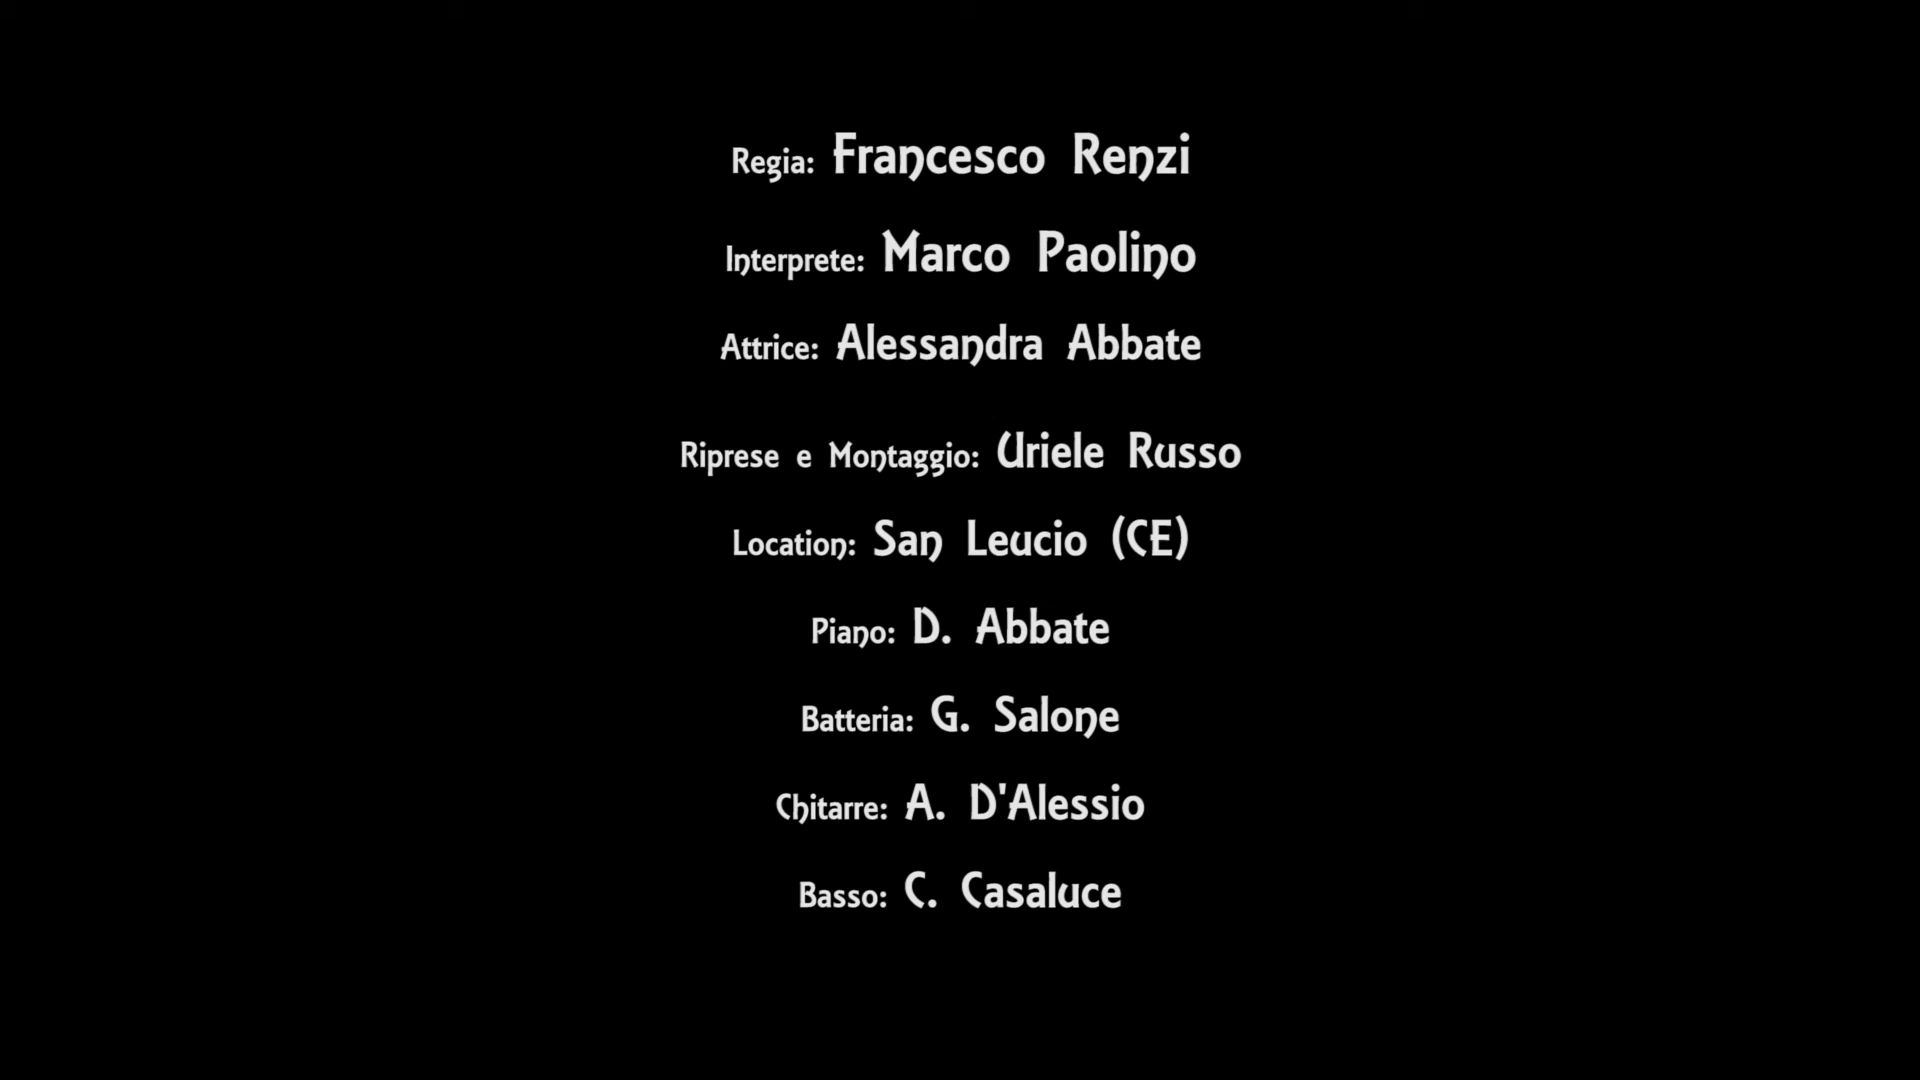 Regia: Francesco Renzi
Interprete: Marco Paolino
Attrice: Alessandra Abbate
Riprese e Montaggio: Uriele Russo
Location: San Leucio (CE)
Piano: D. Abbate
Batteria: G. Salone
Chitarre: A. D'Alessio
Basso: C. Casaluce